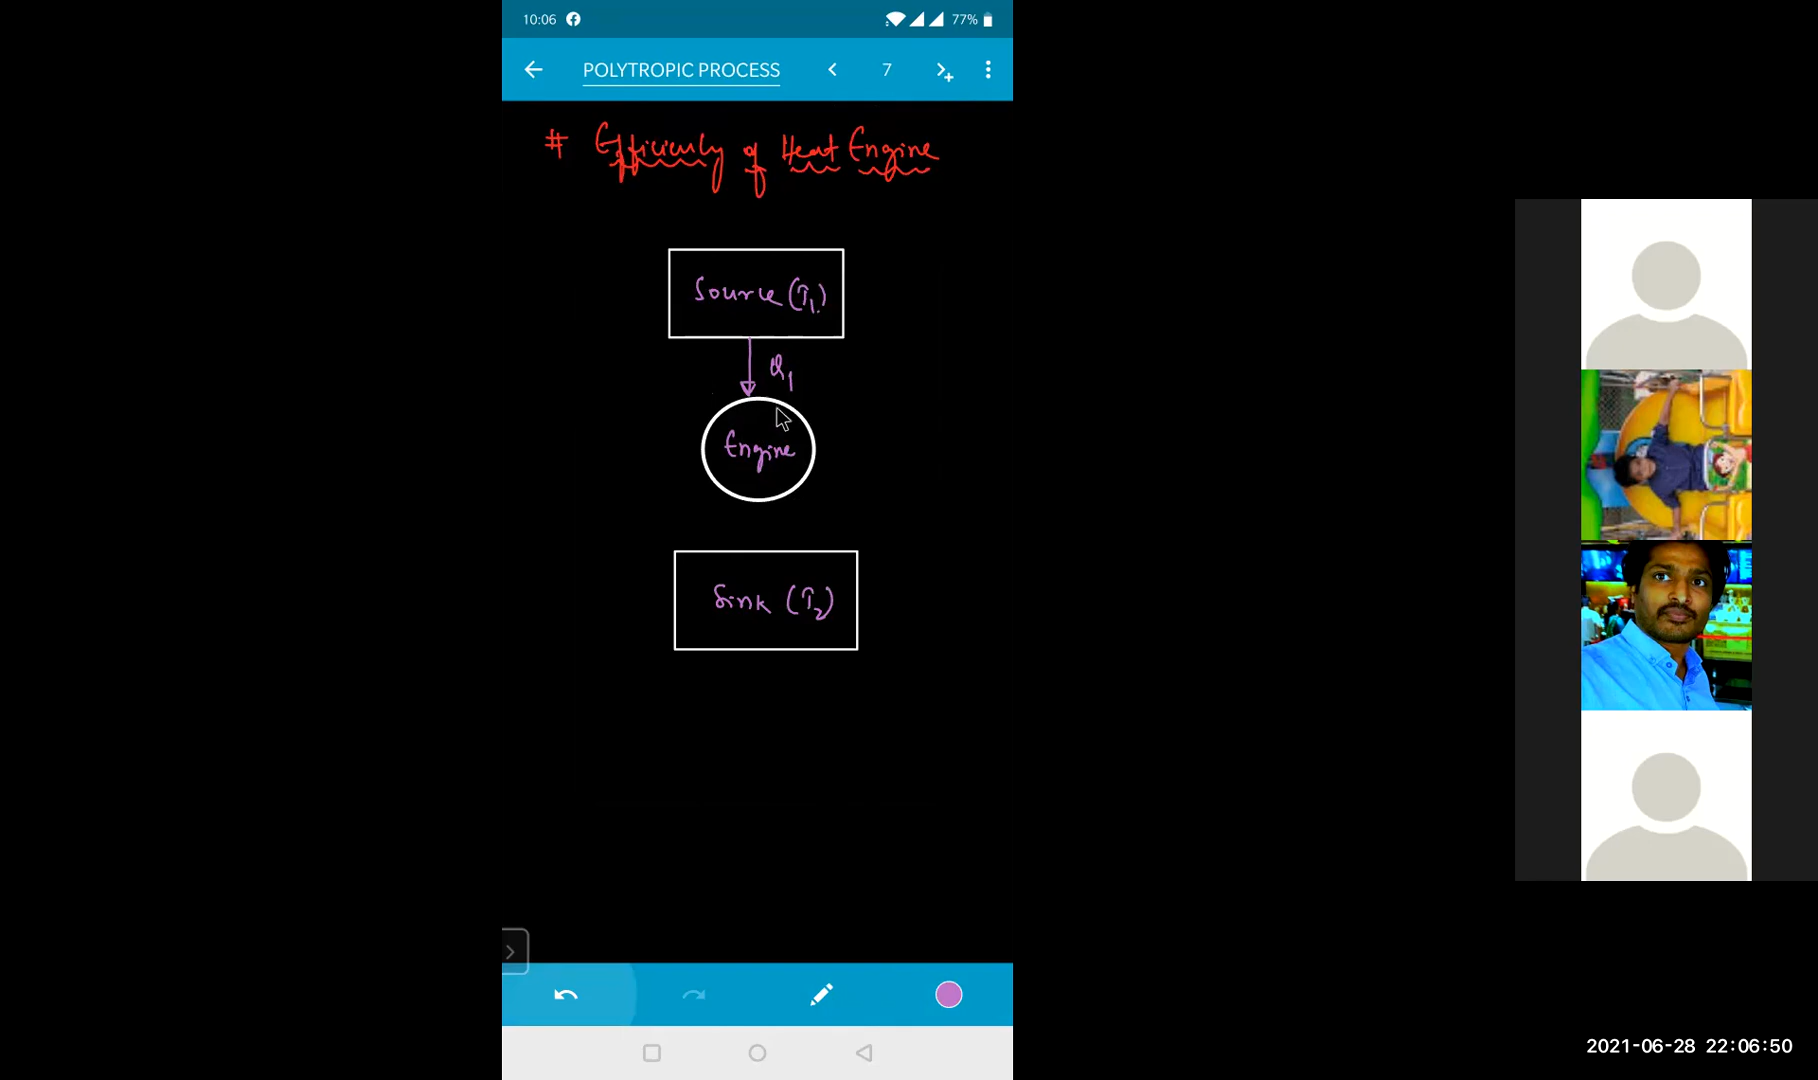 10:06 77%
POLYTROPIC PROCESS 7
# Efficiency of Heat Engine
Source (T1)
Q1
Engine
Sink (T2)
2021-06-28 22:06:50